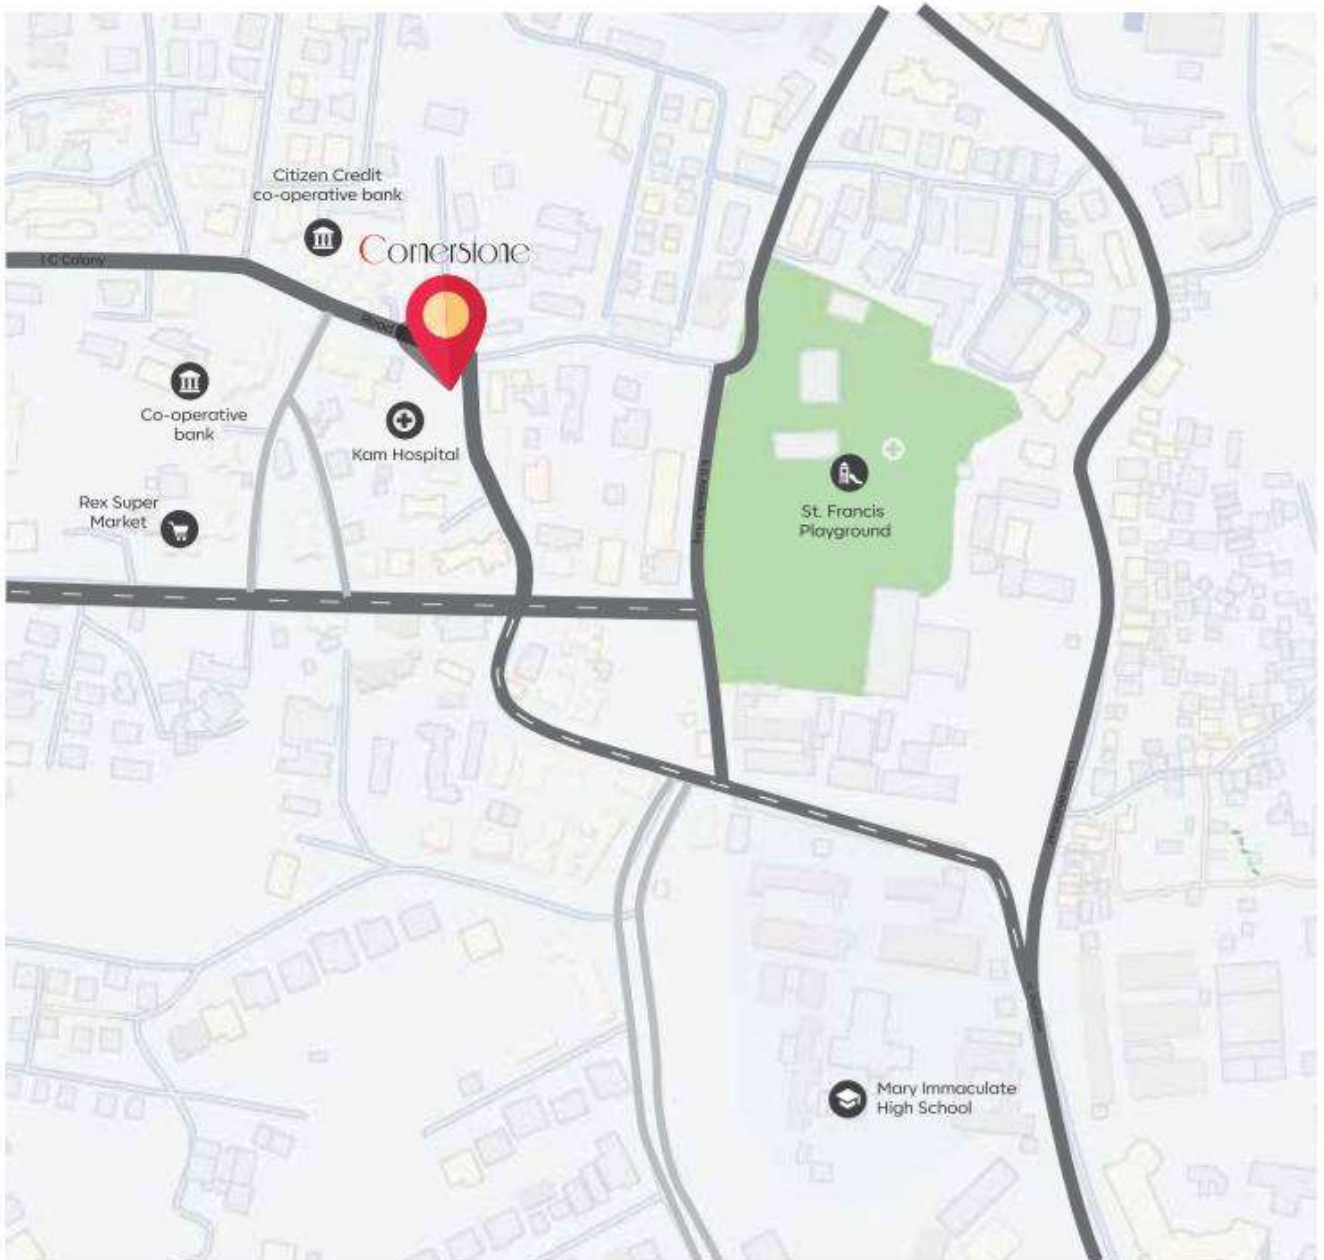 Citizen Credit
co-operative bank
Cornerstone
I C Colony
Road
Co-operative
bank
Kam Hospital
Rex Super
Market
St. Francis
Playground
Mary Immaculate
High School